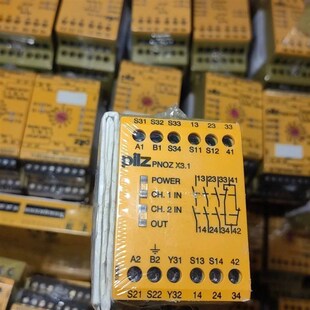 S31 S32 S33 13 23 33
A1 B1 S34 S11 S12 41
pilz PNOZ X3.1
POWER
CH. 1 IN
CH. 2 IN
OUT
13 23 33 41
14 24 34 42
A2 B2 Y31 S13 S14 42
S21 S22 Y32 14 24 34